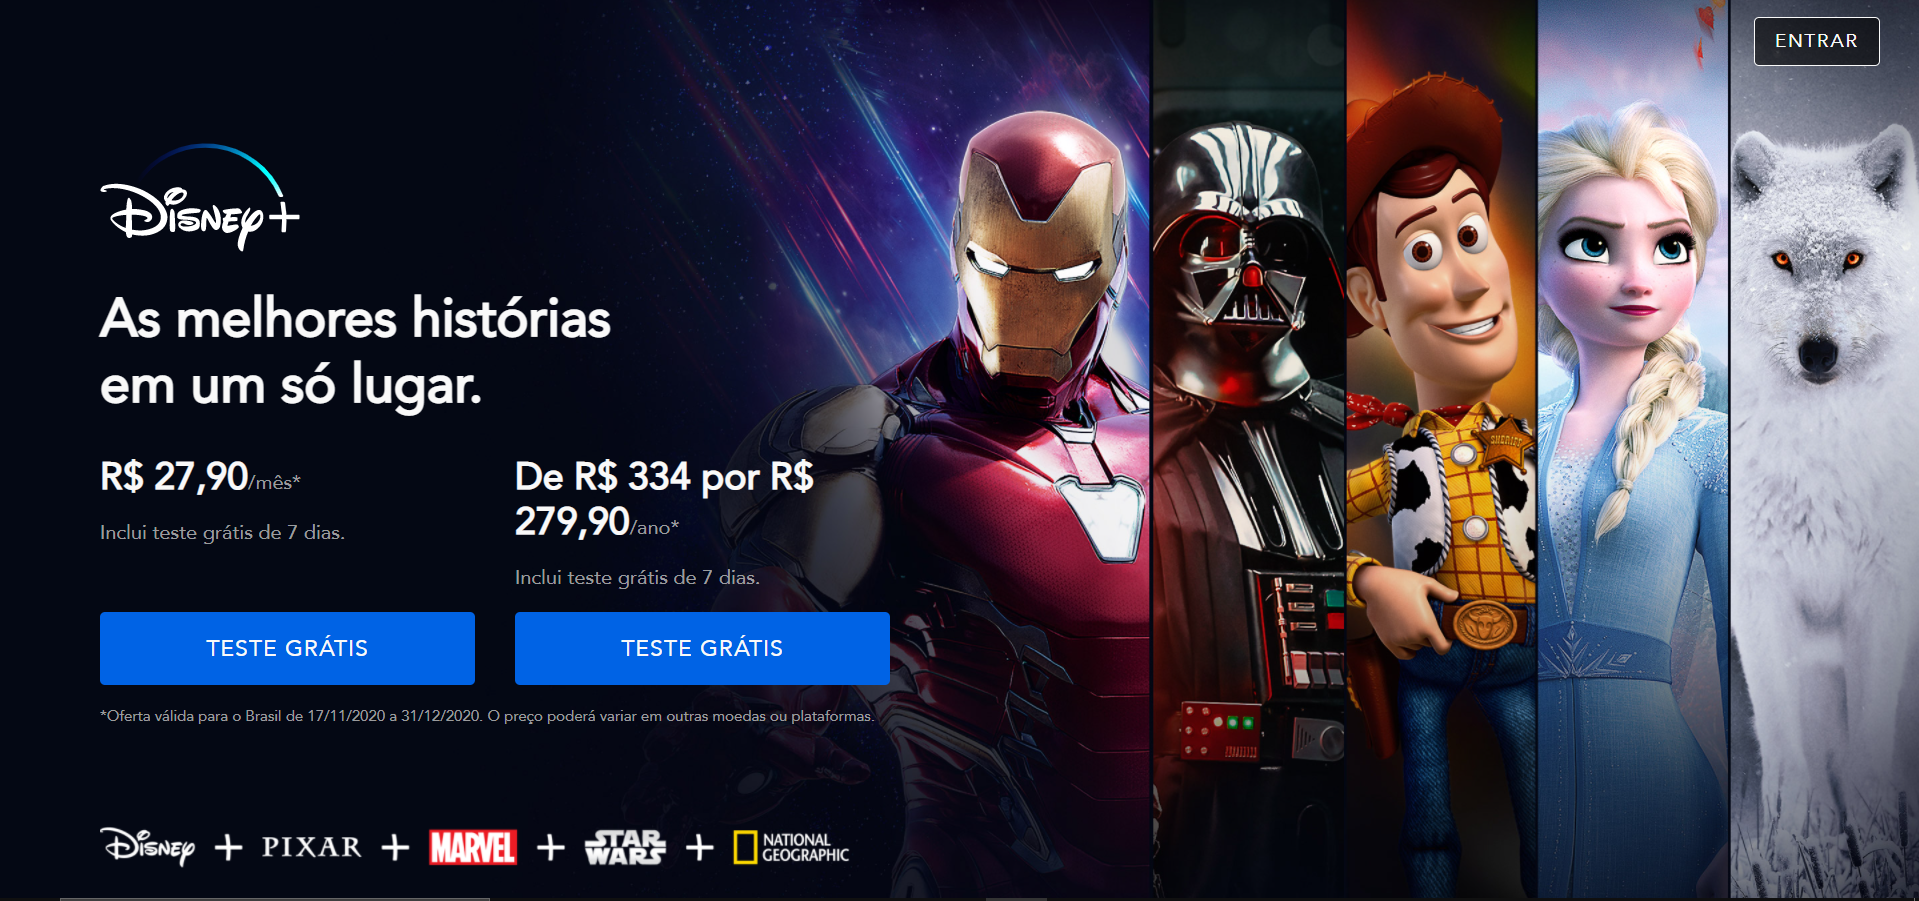 ENTRAR
Disney+
As melhores histórias
em um só lugar.
R$ 27,90/mês*
Inclui teste grátis de 7 dias.
TESTE GRÁTIS
De R$ 334 por R$
279,90/ano*
Inclui teste grátis de 7 dias.
TESTE GRÁTIS
*Oferta válida para o Brasil de 17/11/2020 a 31/12/2020. O preço poderá variar em outras moedas ou plataformas.
SHERIFF
Disney + PIXAR + MARVEL + STAR WARS + NATIONAL GEOGRAPHIC